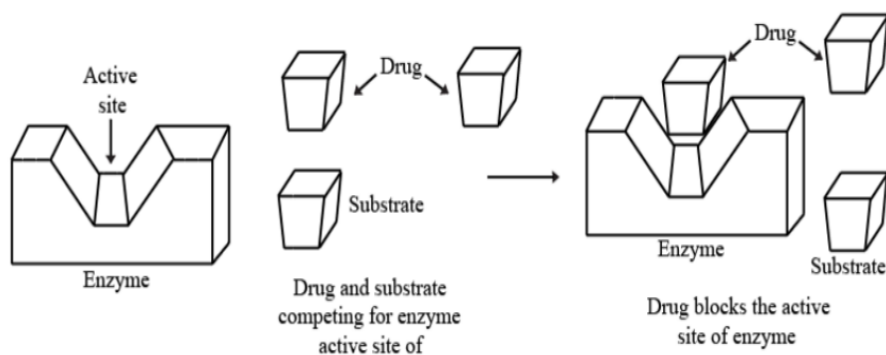 Active
site
Enzyme
Drug
Substrate
Drug and substrate
competing for enzyme
active site of
Drug
Enzyme
Substrate
Drug blocks the active
site of enzyme